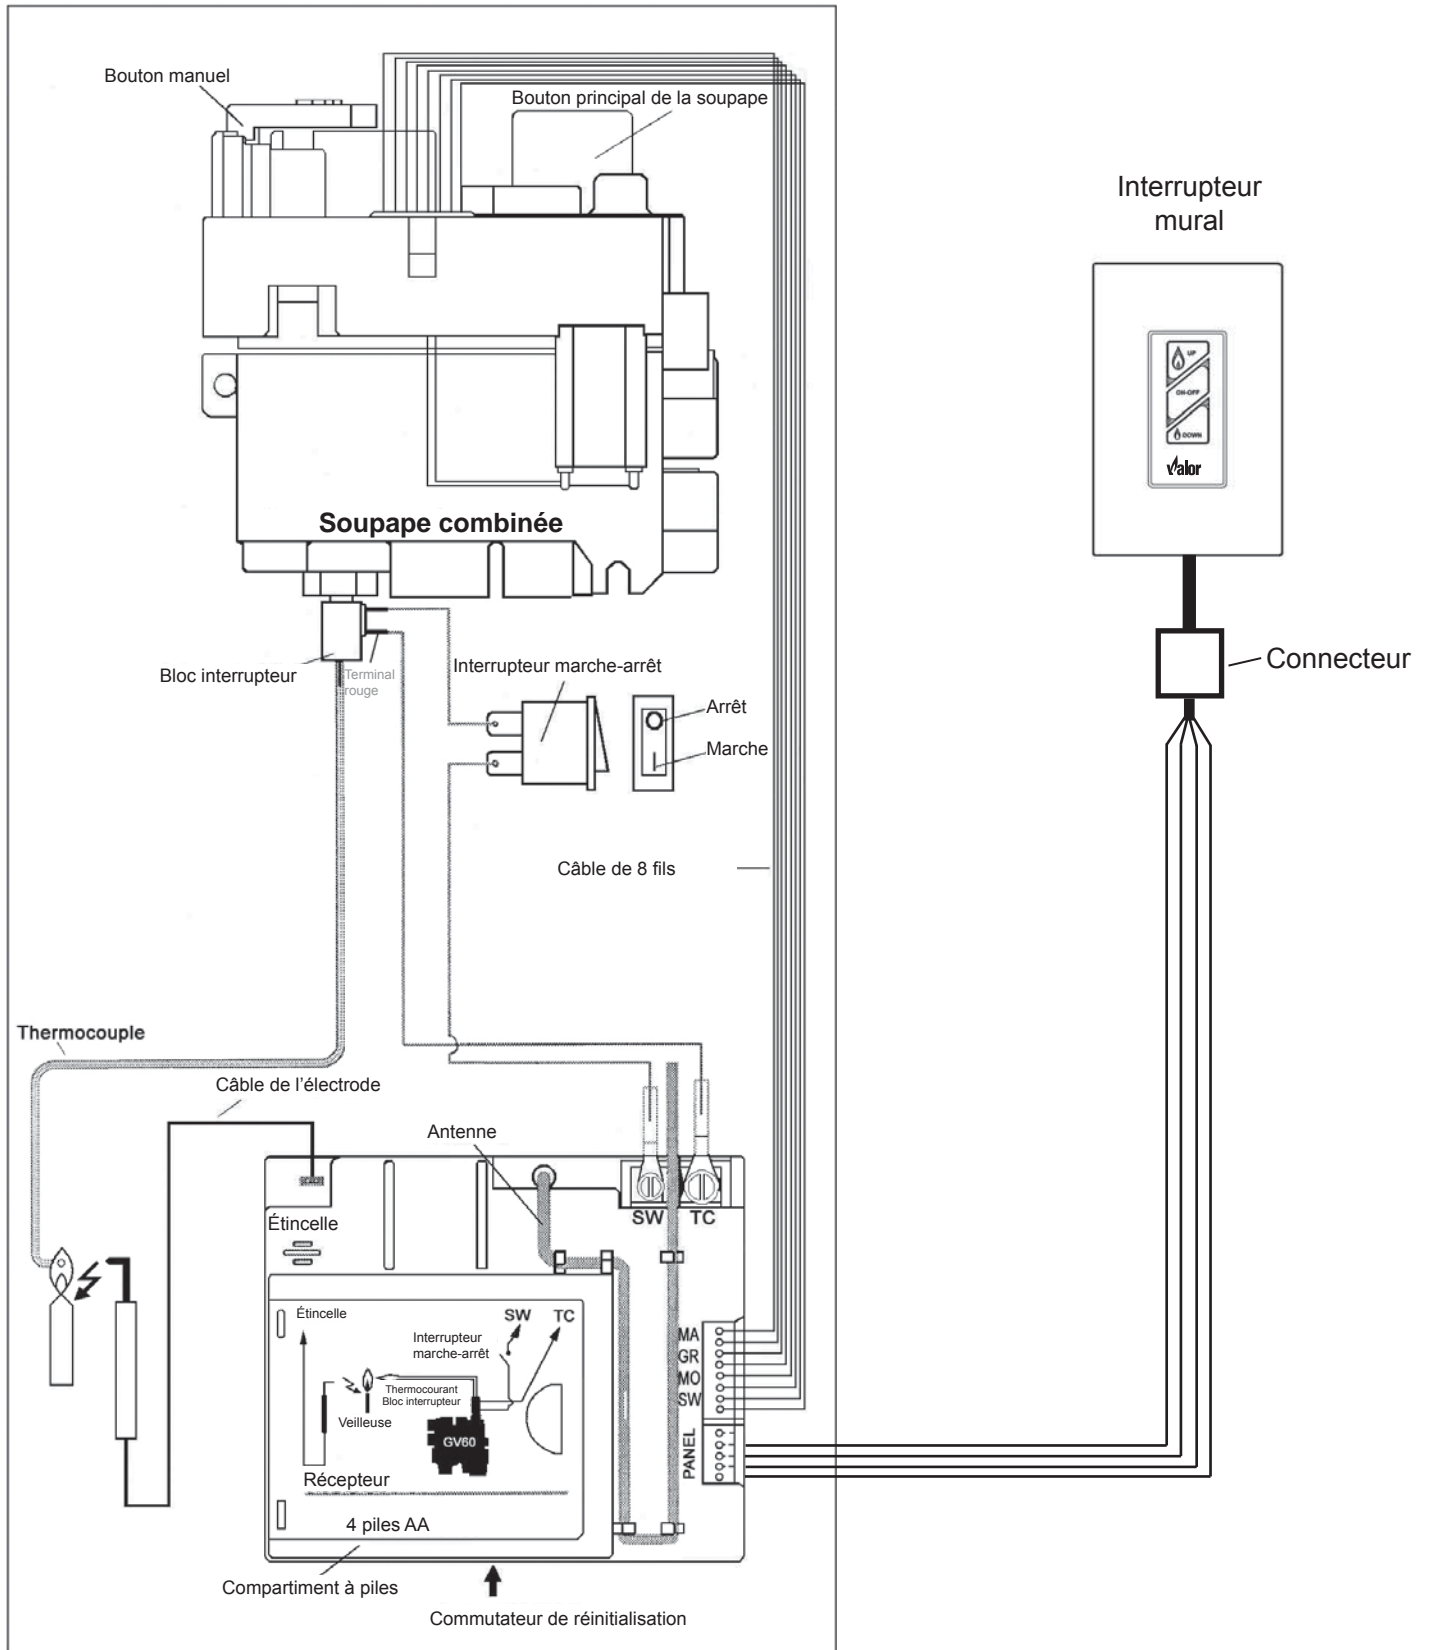 Bouton manuel
Bouton principal de la soupape
Interrupteur
mural
UP
ON-OFF
DOWN
Valor
Soupape combinée
Bloc interrupteur
Terminal
rouge
Interrupteur marche-arrêt
Arrêt
Marche
Connecteur
Câble de 8 fils
Thermocouple
Câble de l'électrode
Antenne
SW TC
Étincelle
Étincelle
SW TC
Interrupteur
marche-arrêt
Thermocourant
Bloc interrupteur
Veilleuse
GV60
MA
GR
MO
SW
PANEL
Récepteur
4 piles AA
Compartiment à piles
Commutateur de réinitialisation